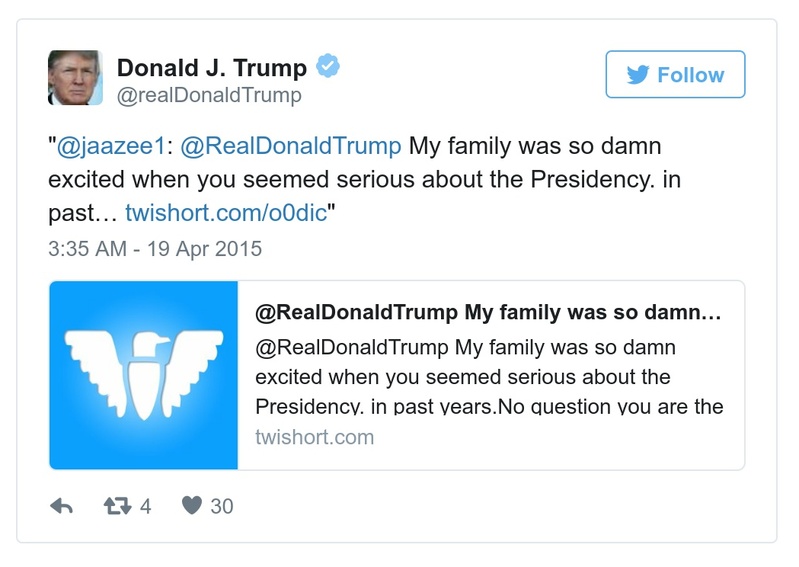 Donald J. Trump
@realDonaldTrump
Follow
"@jaazee1: @RealDonaldTrump My family was so damn
excited when you seemed serious about the Presidency. in
past… twishort.com/o0dic"
3:35 AM - 19 Apr 2015
@RealDonaldTrump My family was so damn…
@RealDonaldTrump My family was so damn
excited when you seemed serious about the
Presidency. in past years.No question you are the
twishort.com
4
30